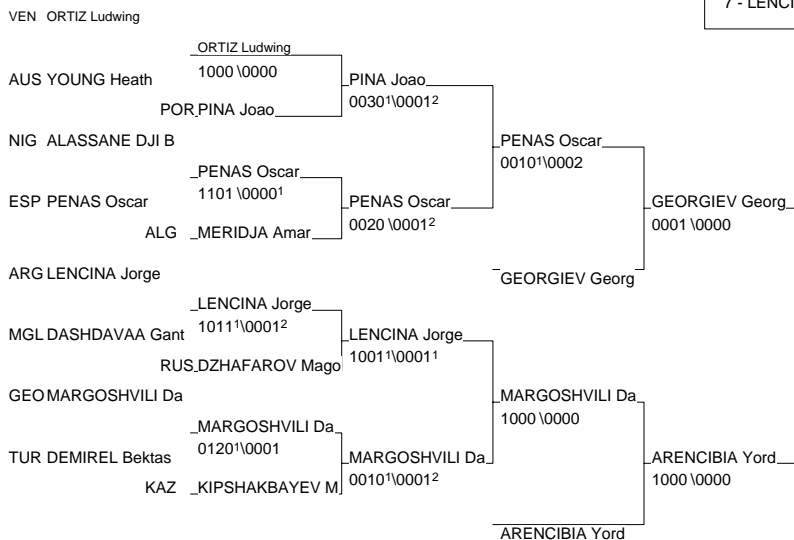 7 - LENCI
VEN ORTIZ Ludwing
ORTIZ Ludwing
1000 \0000
AUS YOUNG Heath
PINA Joao
0030¹\0001²
POR PINA Joao
NIG ALASSANE DJI B
PENAS Oscar
0010¹\0002
PENAS Oscar
1101 \0000¹
ESP PENAS Oscar
PENAS Oscar
0020 \0001²
GEORGIEV Georg
0001 \0000
ALG MERIDJA Amar
ARG LENCINA Jorge
GEORGIEV Georg
LENCINA Jorge
1011¹\0001²
MGL DASHDAVAA Gant
LENCINA Jorge
1001¹\0001¹
RUS DZHAFAROV Mago
GEO MARGOSHVILI Da
MARGOSHVILI Da
1000 \0000
MARGOSHVILI Da
0120¹\0001
TUR DEMIREL Bektas
MARGOSHVILI Da
0010¹\0001²
ARENCIBIA Yord
1000 \0000
KAZ KIPSHAKBAYEV M
ARENCIBIA Yord